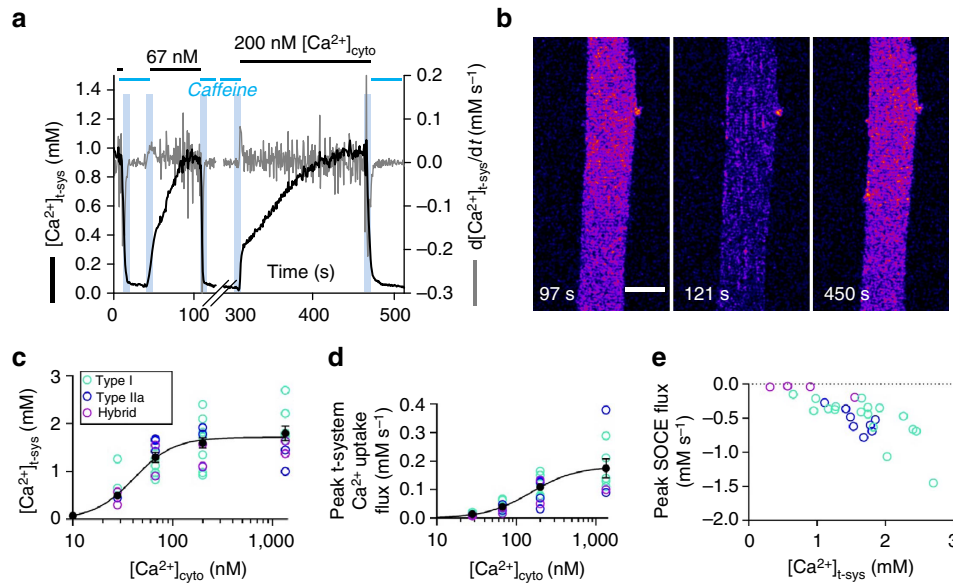 a
67 nM
200 nM [Ca²⁺]cyto
Caffeine
[Ca²⁺]t-sys (mM)
1.4
1.2
1.0
0.8
0.6
0.4
0.2
0.0
0.2
0.1
0.0
−0.1
−0.2
−0.3
d[Ca²⁺]t-sys/dt (mM s⁻¹)
Time (s)
0 100 300 400 500
b
97 s
121 s
450 s
c
Type I
Type IIa
Hybrid
[Ca²⁺]t-sys (mM)
3
2
1
0
10 100 1,000
[Ca²⁺]cyto (nM)
d
Peak t-system
Ca²⁺ uptake
flux (mM s⁻¹)
0.4
0.3
0.2
0.1
0.0
10 100 1,000
[Ca²⁺]cyto (nM)
e
Peak SOCE flux
(mM s⁻¹)
0.0
−0.5
−1.0
−1.5
−2.0
0 1 2 3
[Ca²⁺]t-sys (mM)